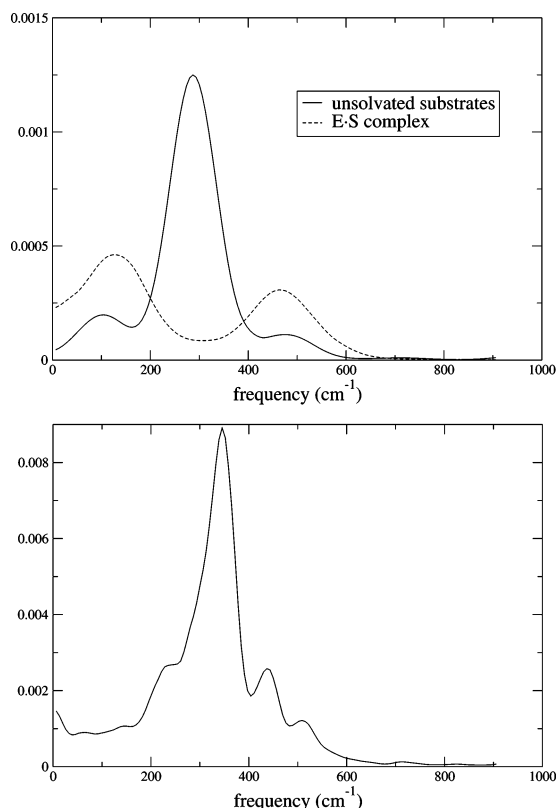 0.0015
unsolvated substrates
E·S complex
0.001
0.0005
0
0 200 400 600 800 1000
frequency (cm-1)
0.008
0.006
0.004
0.002
0
0 200 400 600 800 1000
frequency (cm-1)